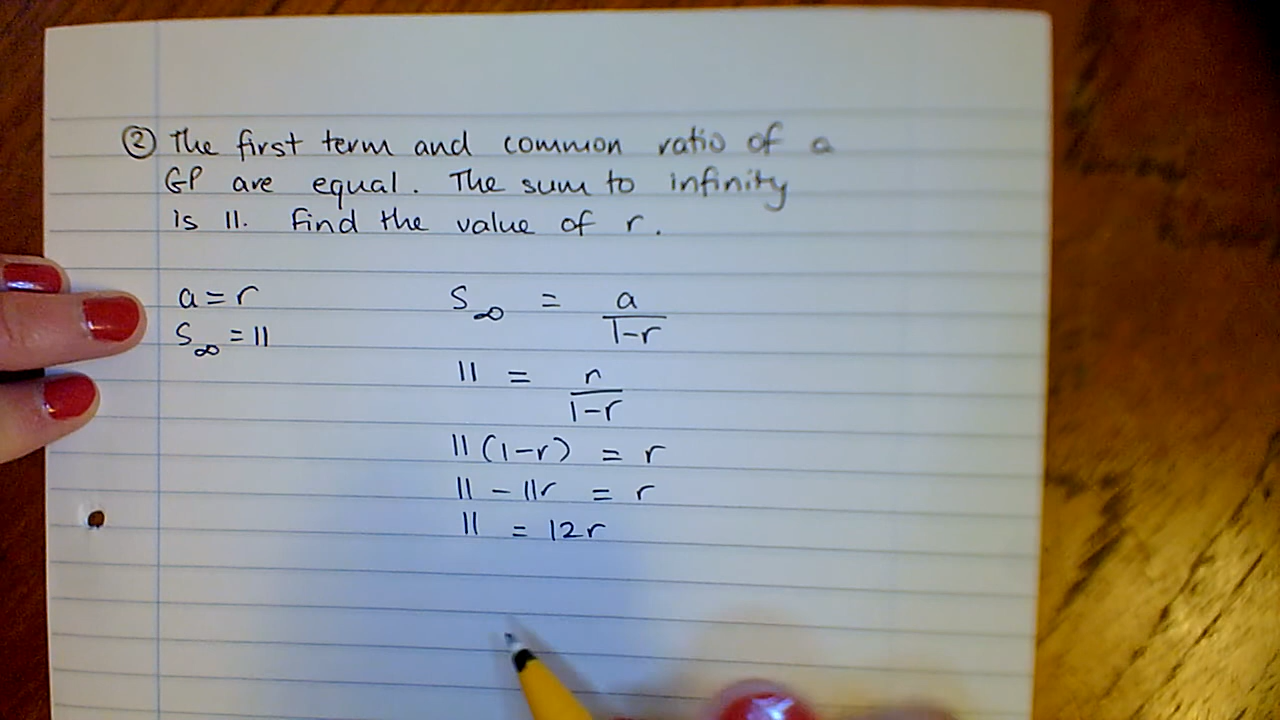 ② The first term and common ratio of a
GP are equal. The sum to infinity
is 11. Find the value of r.
a = r
S∞ = 11
S∞ = a/(1-r)
11 = r/(1-r)
11(1-r) = r
11 - 11r = r
11 = 12r